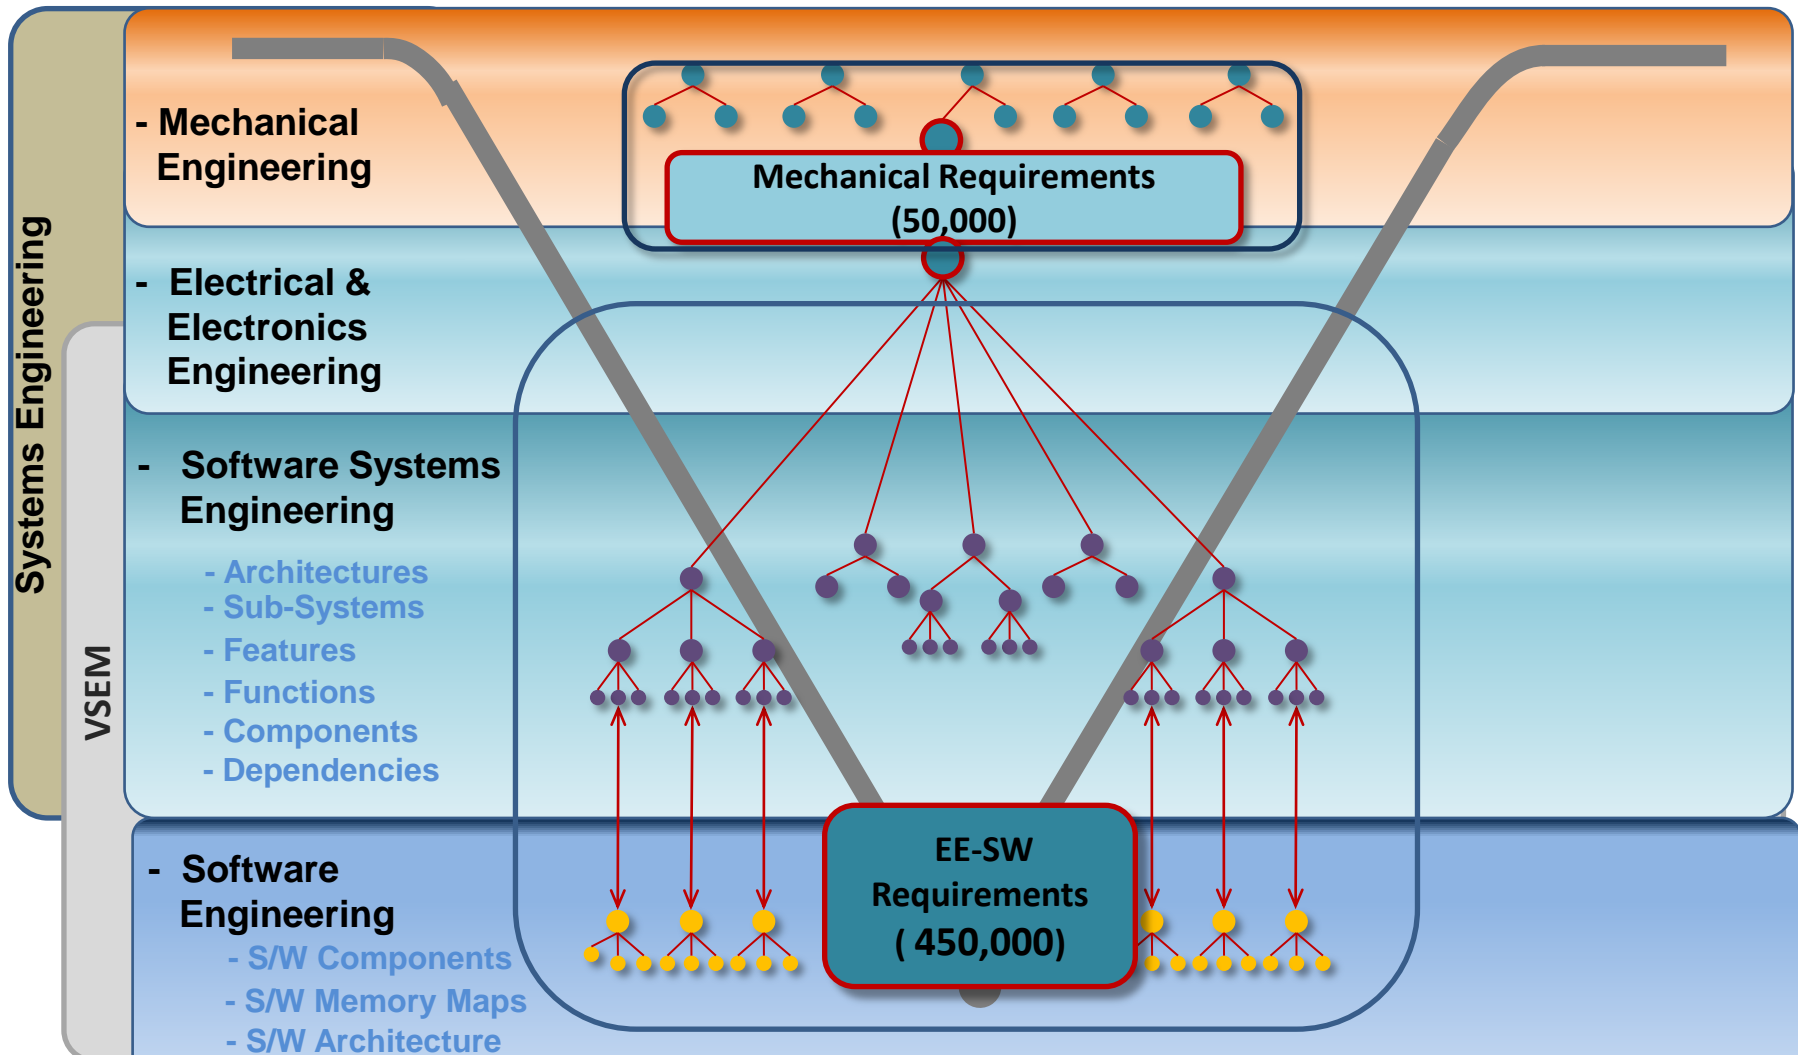 Systems Engineering
VSEM
- Mechanical
Engineering
Mechanical Requirements
(50,000)
- Electrical &
Electronics
Engineering
- Software Systems
Engineering
- Architectures
- Sub-Systems
- Features
- Functions
- Components
- Dependencies
EE-SW
Requirements
( 450,000)
- Software
Engineering
- S/W Components
- S/W Memory Maps
- S/W Architecture